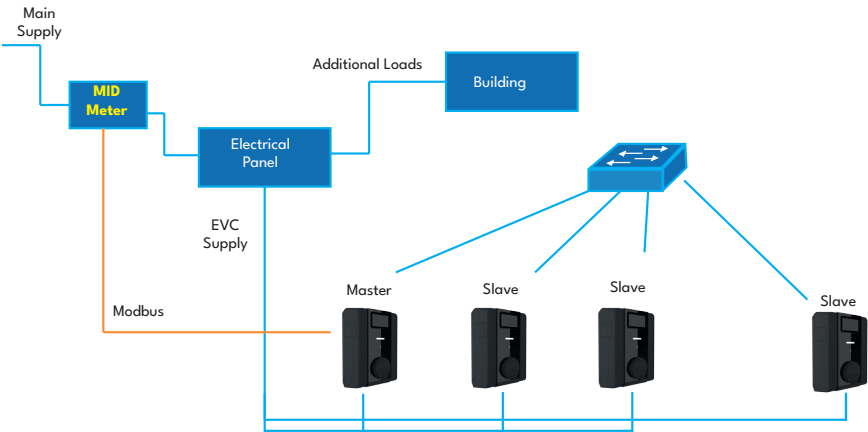 Main
Supply
MID
Meter
Additional Loads
Building
Electrical
Panel
EVC
Supply
Modbus
Master
Slave
Slave
Slave